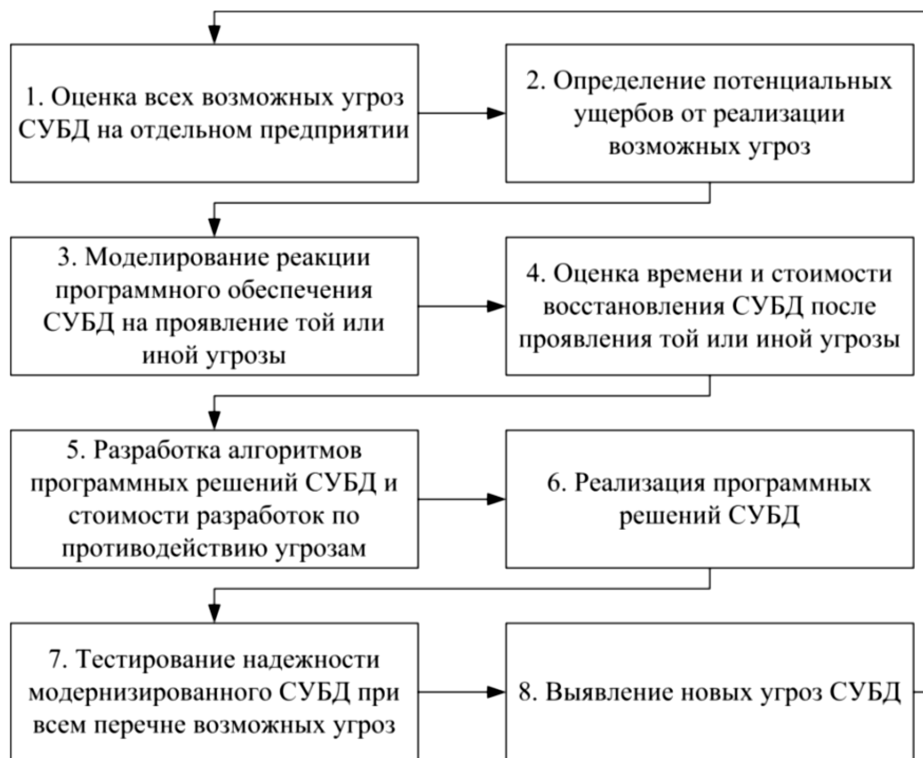 1. Оценка всех возможных угроз
СУБД на отдельном предприятии
2. Определение потенциальных
ущербов от реализации
возможных угроз
3. Моделирование реакции
программного обеспечения
СУБД на проявление той или
иной угрозы
4. Оценка времени и стоимости
восстановления СУБД после
проявления той или иной угрозы
5. Разработка алгоритмов
программных решений СУБД и
стоимости разработок по
противодействию угрозам
6. Реализация программных
решений СУБД
7. Тестирование надежности
модернизированного СУБД при
всем перечне возможных угроз
8. Выявление новых угроз СУБД